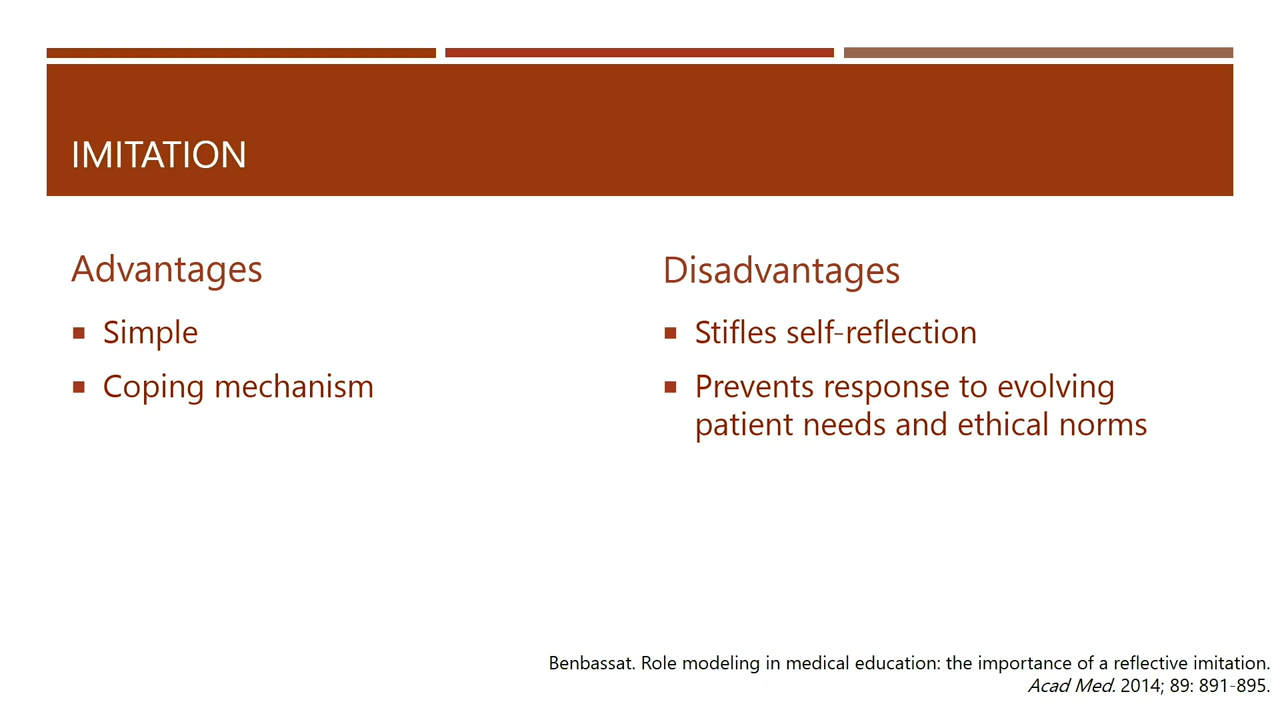 IMITATION
Advantages
Simple
Coping mechanism
Disadvantages
Stifles self-reflection
Prevents response to evolving
patient needs and ethical norms
Benbassat. Role modeling in medical education: the importance of a reflective imitation.
Acad Med. 2014; 89: 891-895.